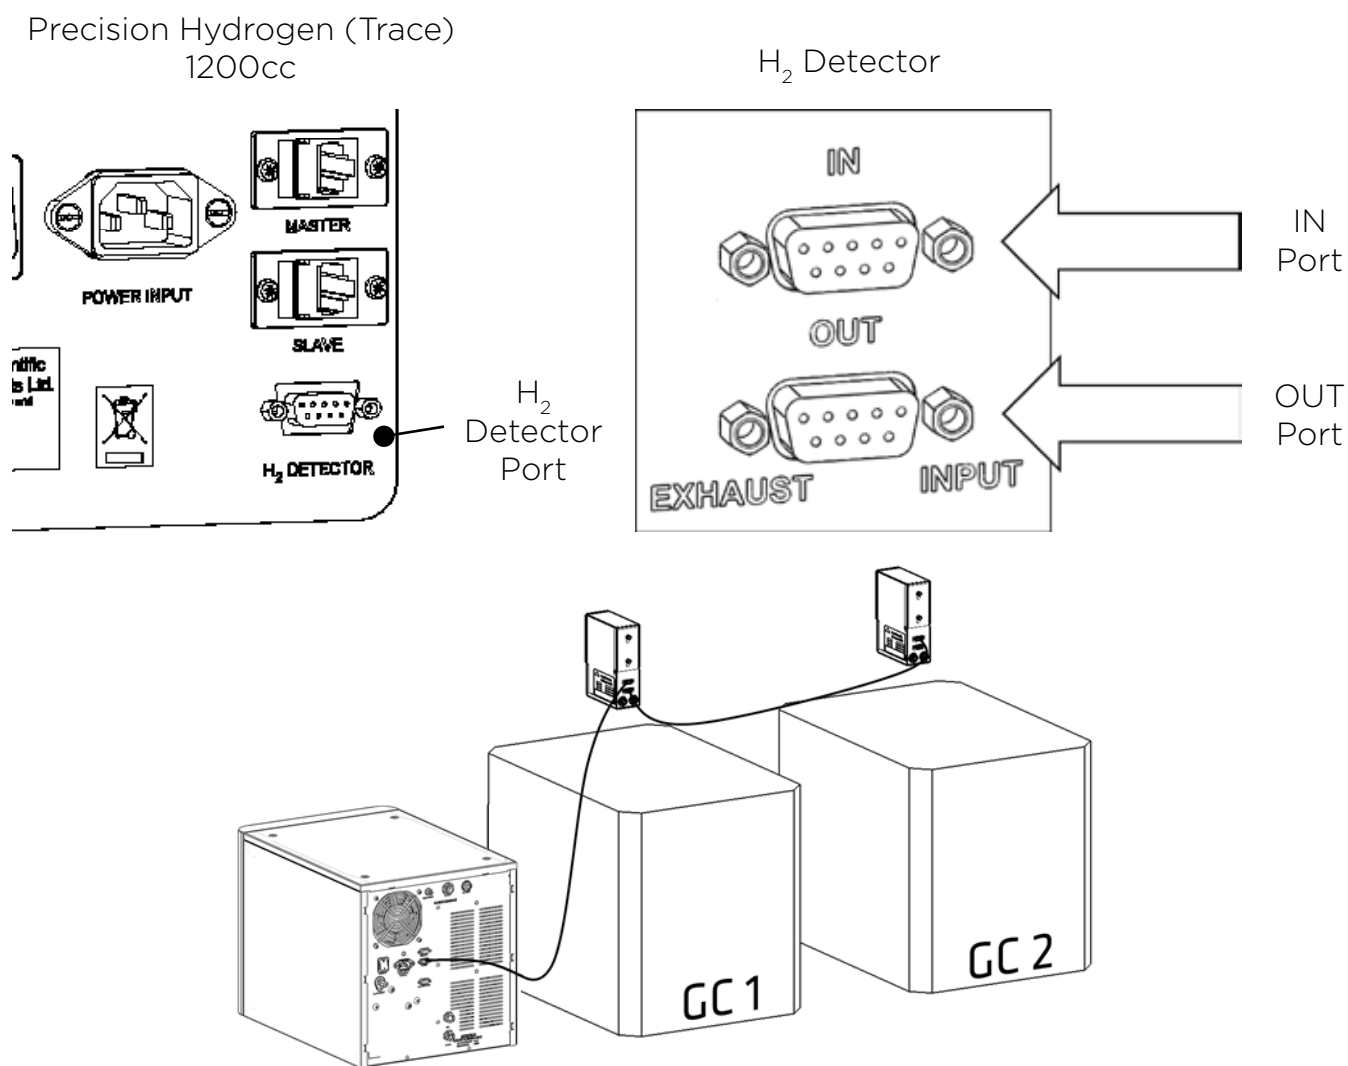 Precision Hydrogen (Trace)
1200cc
H₂ Detector
MASTER
POWER INPUT
SLAVE
H₂ DETECTOR
H₂
Detector
Port
IN
OUT
EXHAUST
INPUT
IN
Port
OUT
Port
GC 1
GC 2